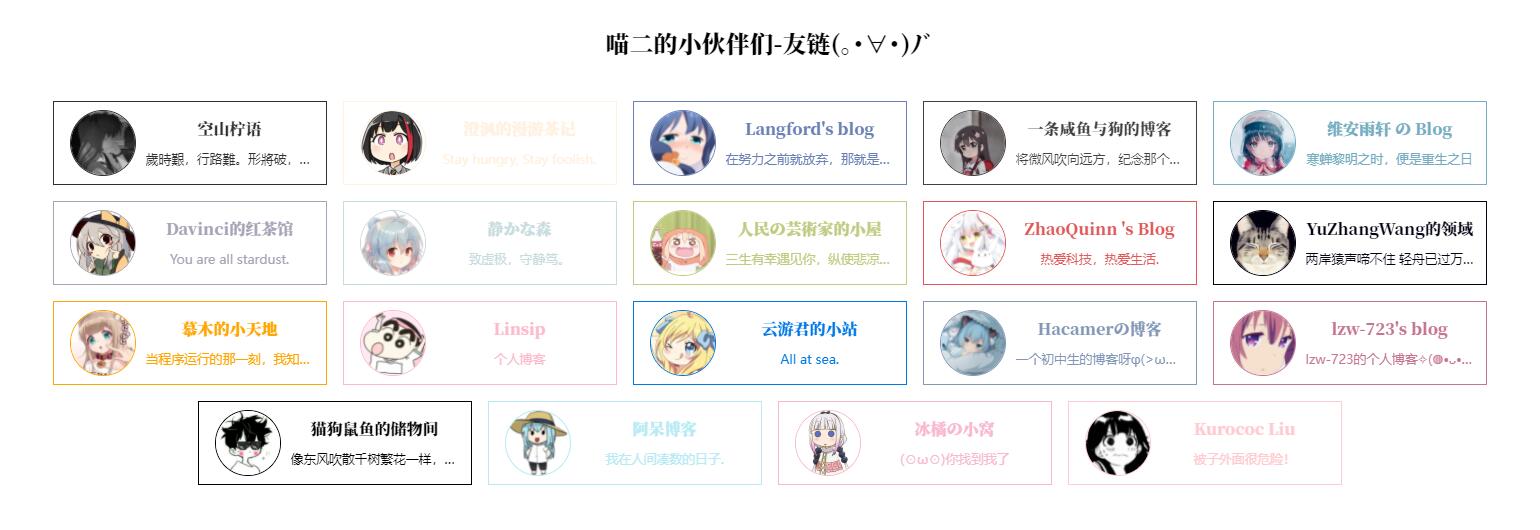 喵二的小伙伴们-友链(｡･∀･)ﾉﾞ
空山柠语
歲時艱，行路難。形將破，...
澄沨的漫游茶记
Stay hungry, Stay foolish.
Langford's blog
在努力之前就放弃，那就是...
一条咸鱼与狗的博客
将微风吹向远方，纪念那个...
维安雨轩 の Blog
寒蝉黎明之时，便是重生之日
Davinci的红茶馆
You are all stardust.
静かな森
致虚极，守静笃。
人民の芸術家的小屋
三生有幸遇见你，纵使悲凉...
ZhaoQuinn 's Blog
热爱科技，热爱生活.
YuZhangWang的领域
两岸猿声啼不住 轻舟已过万...
慕木的小天地
当程序运行的那一刻，我知...
Linsip
个人博客
云游君的小站
All at sea.
Hacamerの博客
一个初中生的博客呀φ(>ω...
lzw-723's blog
lzw-723的个人博客✧(◍•ᴗ•...
猫狗鼠鱼的储物间
像东风吹散千树繁花一样，...
阿呆博客
我在人间凑数的日子.
冰橘の小窝
(⊙ω⊙)你找到我了
Kurococ Liu
被子外面很危险!